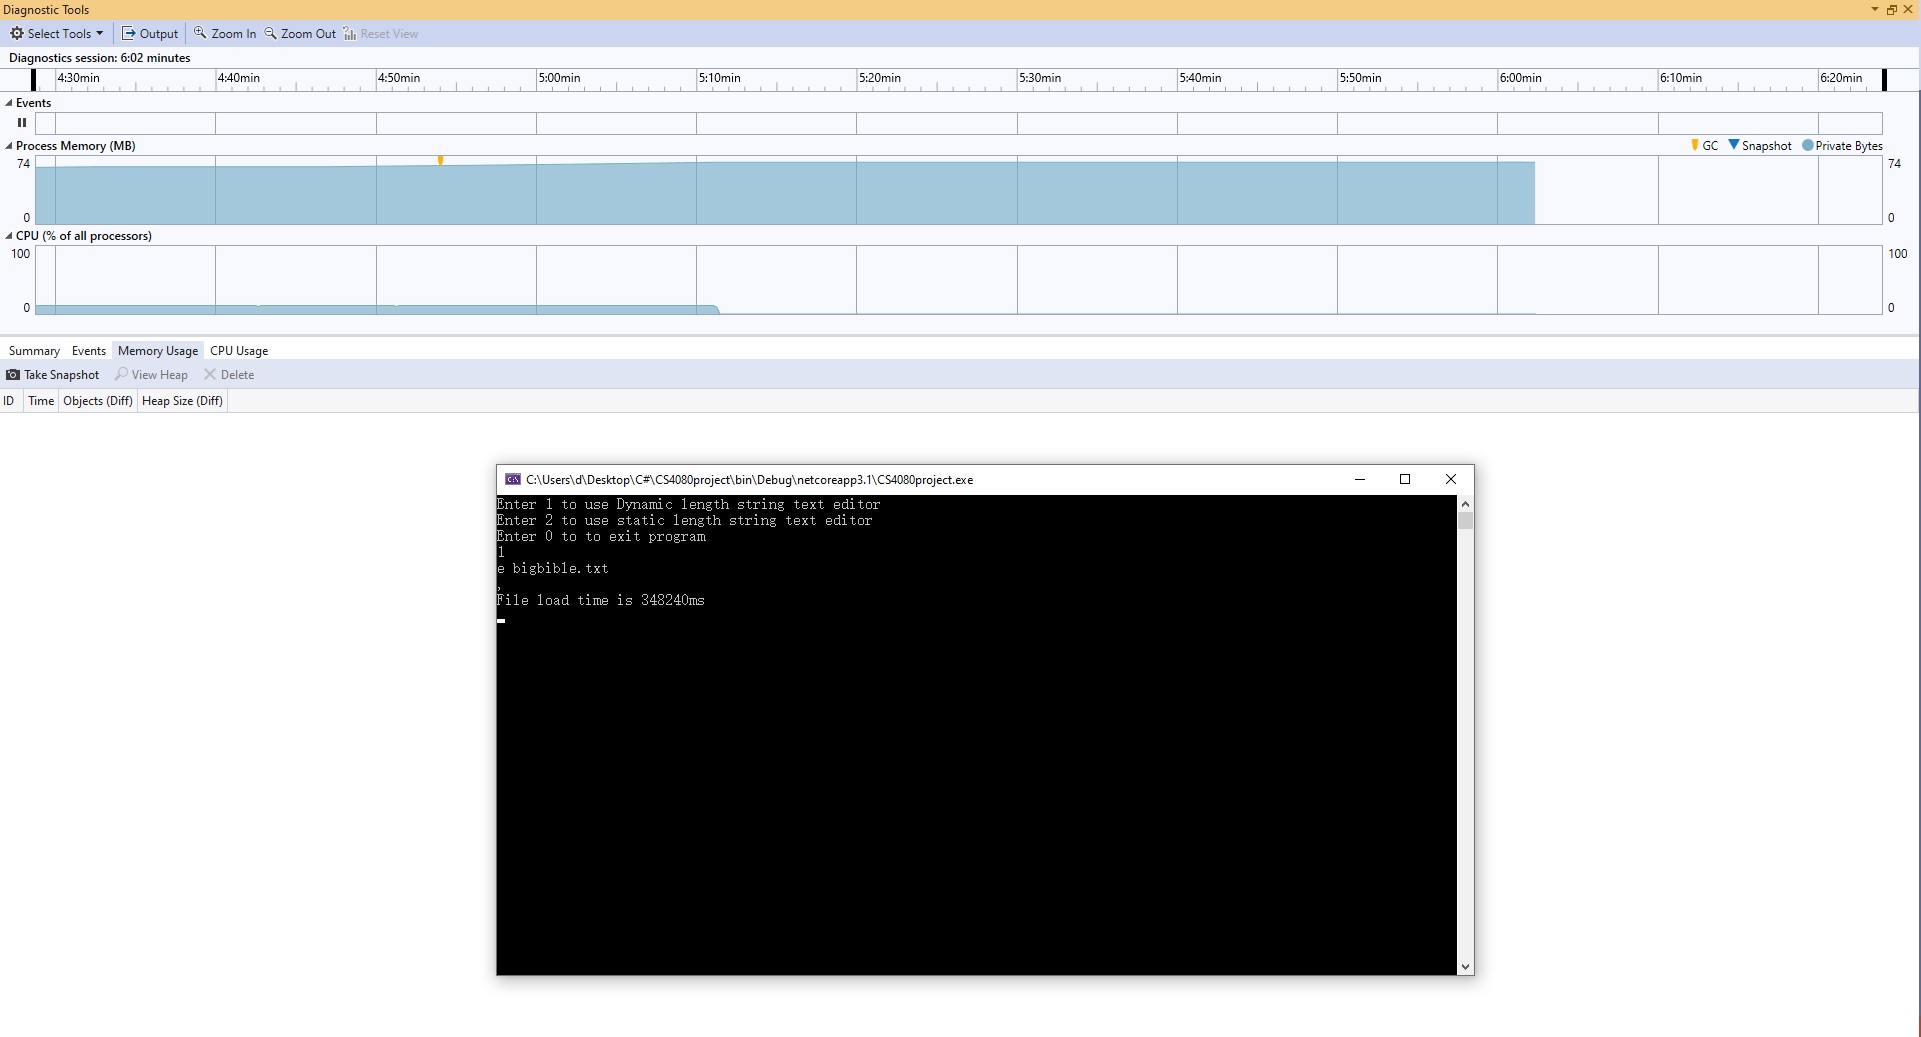 Diagnostic Tools
Select Tools Output Zoom In Zoom Out Reset View
Diagnostics session: 6:02 minutes
4:30min 4:40min 4:50min 5:00min 5:10min 5:20min 5:30min 5:40min 5:50min 6:00min 6:10min 6:20min
Events
Process Memory (MB) GC Snapshot Private Bytes
74 74
0 0
CPU (% of all processors)
100 100
0 0
Summary Events Memory Usage CPU Usage
Take Snapshot View Heap Delete
ID Time Objects (Diff) Heap Size (Diff)
C:\Users\d\Desktop\C#\CS4080project\bin\Debug\netcoreapp3.1\CS4080project.exe
Enter 1 to use Dynamic length string text editor
Enter 2 to use static length string text editor
Enter 0 to to exit program
1
e bigbible.txt
,
File load time is 348240ms